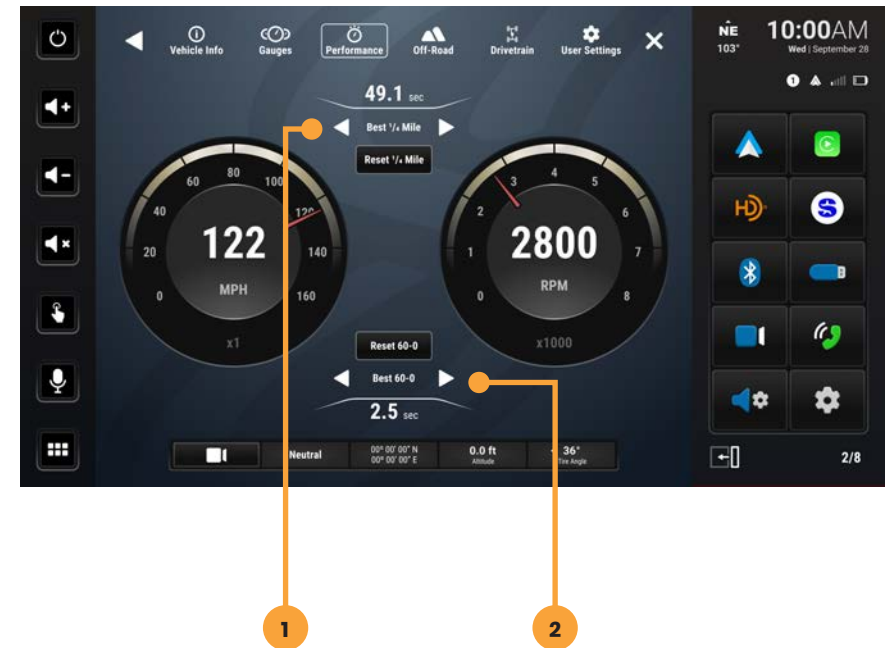 Vehicle Info
Gauges
Performance
Off-Road
Drivetrain
User Settings
NE
103°
10:00AM
Wed | September 28
1
49.1 sec
Best 1/4 Mile
Reset 1/4 Mile
0 20 40 60 80 100 120 140 160
122
MPH
x1
0 1 2 3 4 5 6 7 8
2800
RPM
x1000
HD
S
Reset 60-0
Best 60-0
2.5 sec
Neutral
00º 00' 00" N
00º 00' 00" E
0.0 ft
Altitude
36°
Tire Angle
2/8
1
2